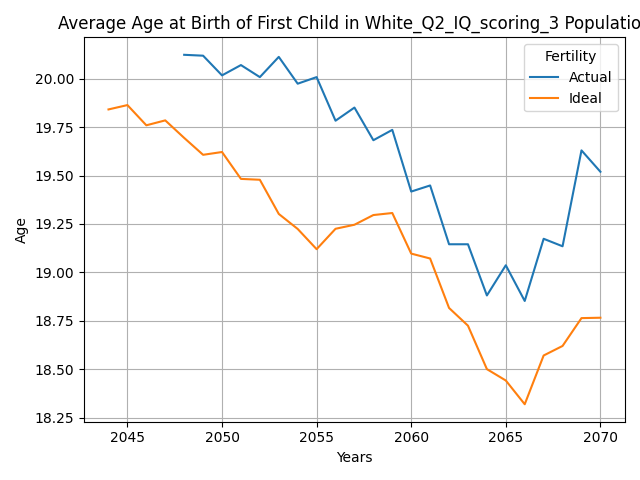 Average Age at Birth of First Child in White_Q2_IQ_scoring_3 Populatio
Fertility
Actual
Ideal
20.00
19.75
19.50
19.25
19.00
18.75
18.50
18.25
Age
2045 2050 2055 2060 2065 2070
Years